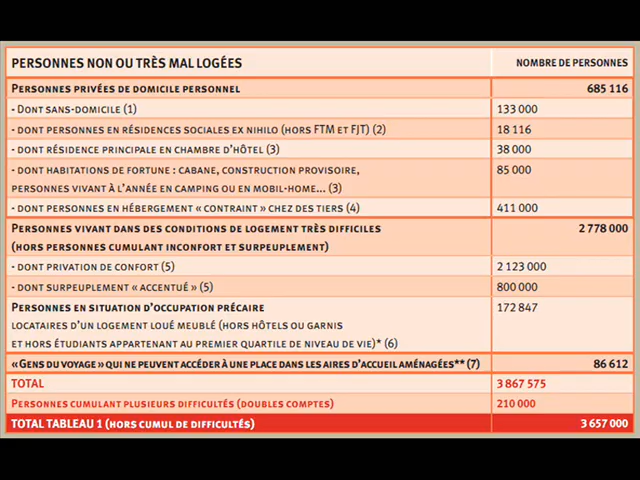 PERSONNES NON OU TRÈS MAL LOGÉES NOMBRE DE PERSONNES
PERSONNES PRIVÉES DE DOMICILE PERSONNEL 685 116
- DONT SANS-DOMICILE (1) 133 000
- DONT PERSONNES EN RÉSIDENCES SOCIALES EX NIHILO (HORS FTM ET FJT) (2) 18 116
- DONT RÉSIDENCE PRINCIPALE EN CHAMBRE D'HÔTEL (3) 38 000
- DONT HABITATIONS DE FORTUNE : CABANE, CONSTRUCTION PROVISOIRE, 85 000
PERSONNES VIVANT À L'ANNÉE EN CAMPING OU EN MOBIL-HOME... (3)
- DONT PERSONNES EN HÉBERGEMENT « CONTRAINT » CHEZ DES TIERS (4) 411 000
PERSONNES VIVANT DANS DES CONDITIONS DE LOGEMENT TRÈS DIFFICILES 2 778 000
(HORS PERSONNES CUMULANT INCONFORT ET SURPEUPLEMENT)
- DONT PRIVATION DE CONFORT (5) 2 123 000
- DONT SURPEUPLEMENT « ACCENTUÉ » (5) 800 000
PERSONNES EN SITUATION D'OCCUPATION PRÉCAIRE 172 847
LOCATAIRES D'UN LOGEMENT LOUÉ MEUBLÉ (HORS HÔTELS OU GARNIS
ET HORS ÉTUDIANTS APPARTENANT AU PREMIER QUARTILE DE NIVEAU DE VIE)* (6)
« GENS DU VOYAGE » QUI NE PEUVENT ACCÉDER À UNE PLACE DANS LES AIRES D'ACCUEIL AMÉNAGÉES** (7) 86 612
TOTAL 3 867 575
PERSONNES CUMULANT PLUSIEURS DIFFICULTÉS (DOUBLES COMPTES) 210 000
TOTAL TABLEAU 1 (HORS CUMUL DE DIFFICULTÉS) 3 657 000